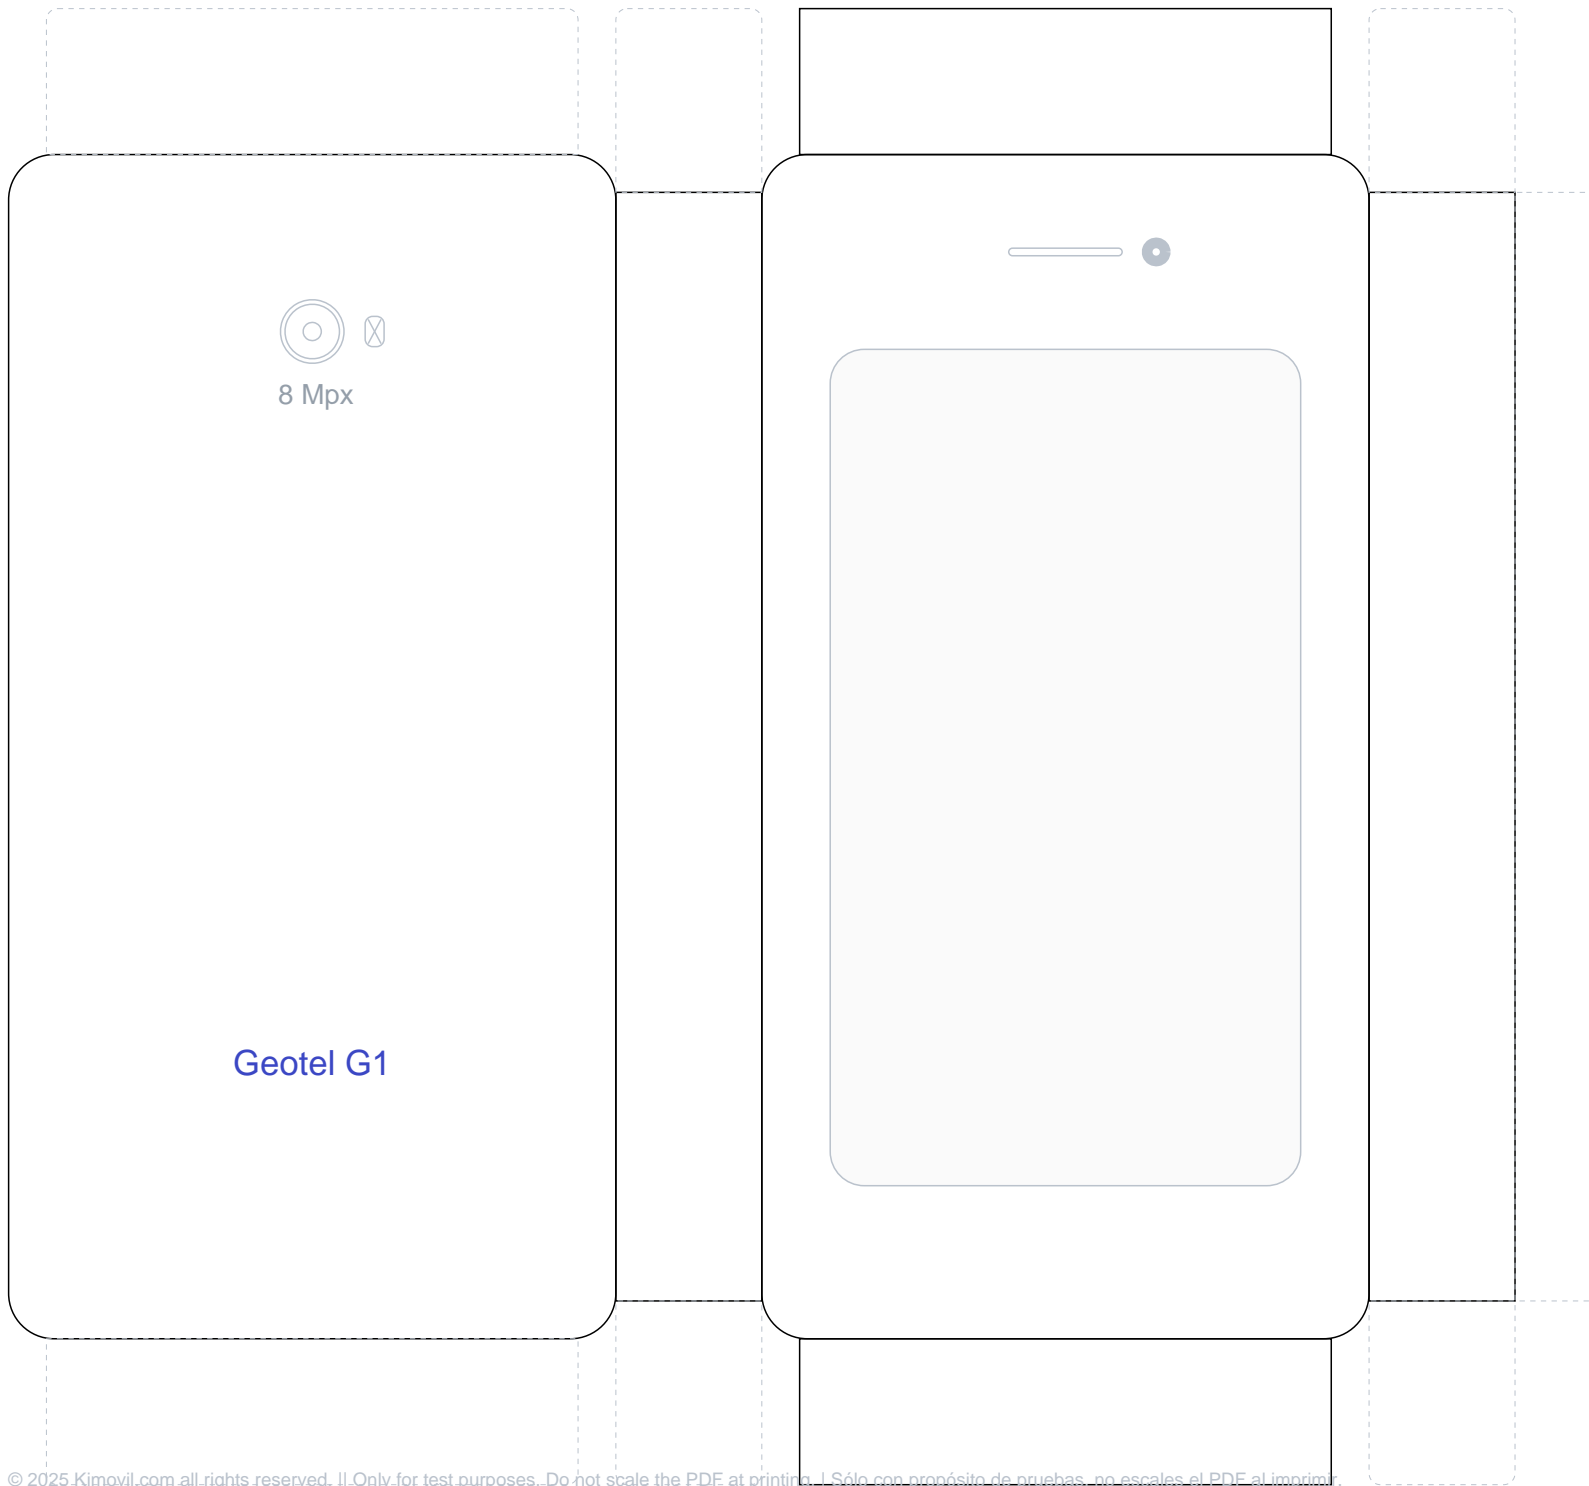 8 Mpx
Geotel G1
© 2025 Kimovil.com all rights reserved. || Only for test purposes. Do not scale the PDF at printing. | Sólo con propósito de pruebas, no escales el PDF al imprimir.